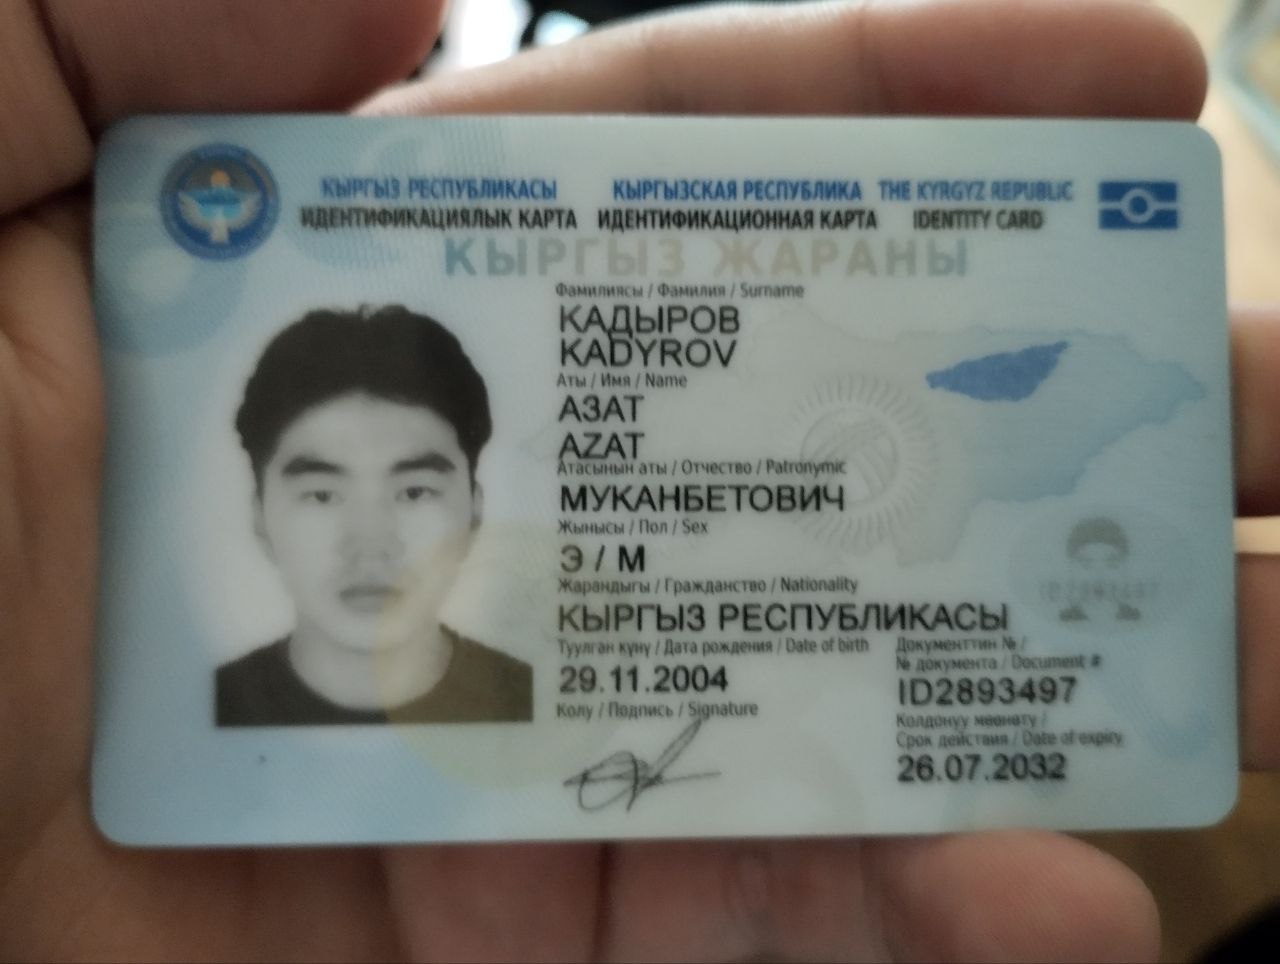 КЫРГЫЗ РЕСПУБЛИКАСЫ КЫРГЫЗСКАЯ РЕСПУБЛИКА THE KYRGYZ REPUBLIC
ИДЕНТИФИКАЦИЯЛЫК КАРТА ИДЕНТИФИКАЦИОННАЯ КАРТА IDENTITY CARD
КЫРГЫЗ ЖАРАНЫ
Фамилиясы / Фамилия / Surname
КАДЫРОВ
KADYROV
Аты / Имя / Name
АЗАТ
AZAT
Атасынын аты / Отчество / Patronymic
МУКАНБЕТОВИЧ
Жынысы / Пол / Sex
Э / М
Жарандыгы / Гражданство / Nationality
КЫРГЫЗ РЕСПУБЛИКАСЫ
Туулган күнү / Дата рождения / Date of birth
29.11.2004
Документтин № /
№ документа / Document #
ID2893497
Колу / Подпись / Signature
Колдонуу мөөнөтү /
Срок действия / Date of expiry
26.07.2032